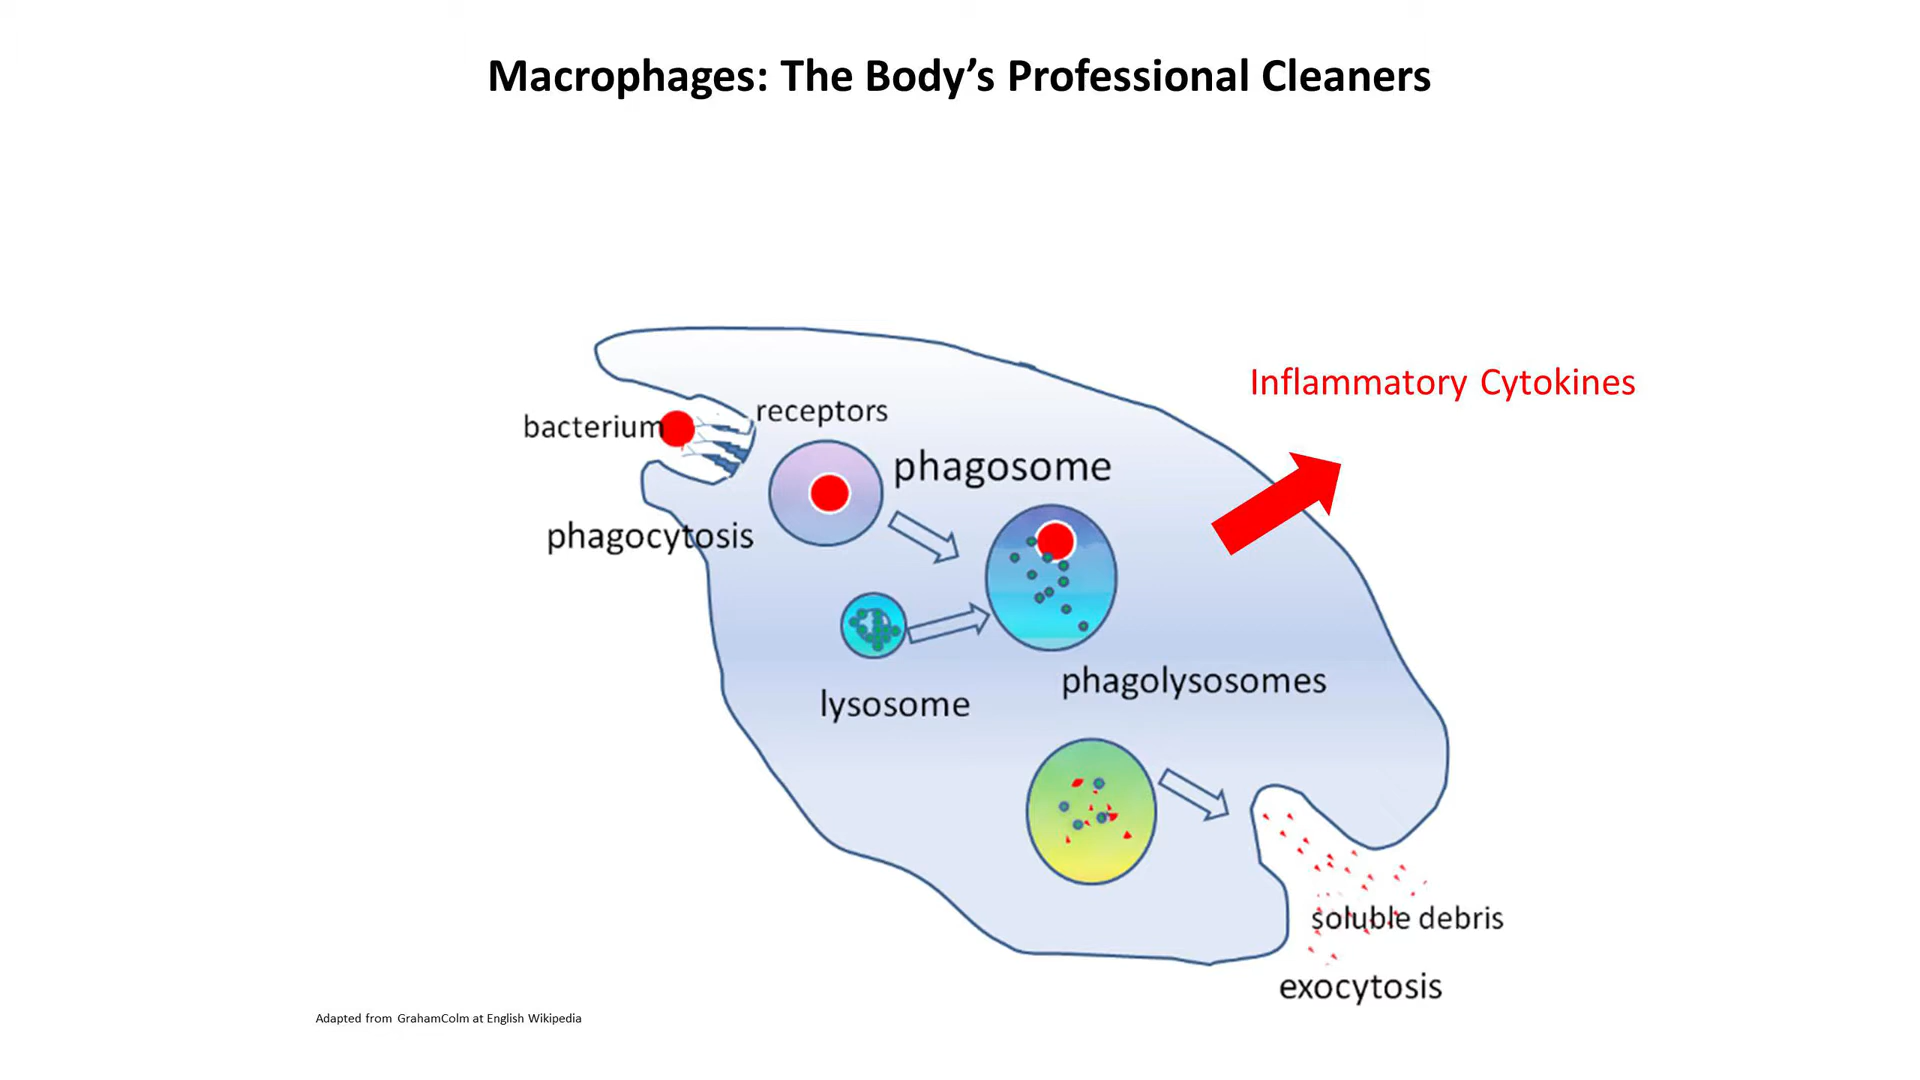 Macrophages: The Body’s Professional Cleaners
Inflammatory Cytokines
receptors
bacterium
phagosome
phagocytosis
phagolysosomes
lysosome
soluble debris
exocytosis
Adapted from GrahamColm at English Wikipedia